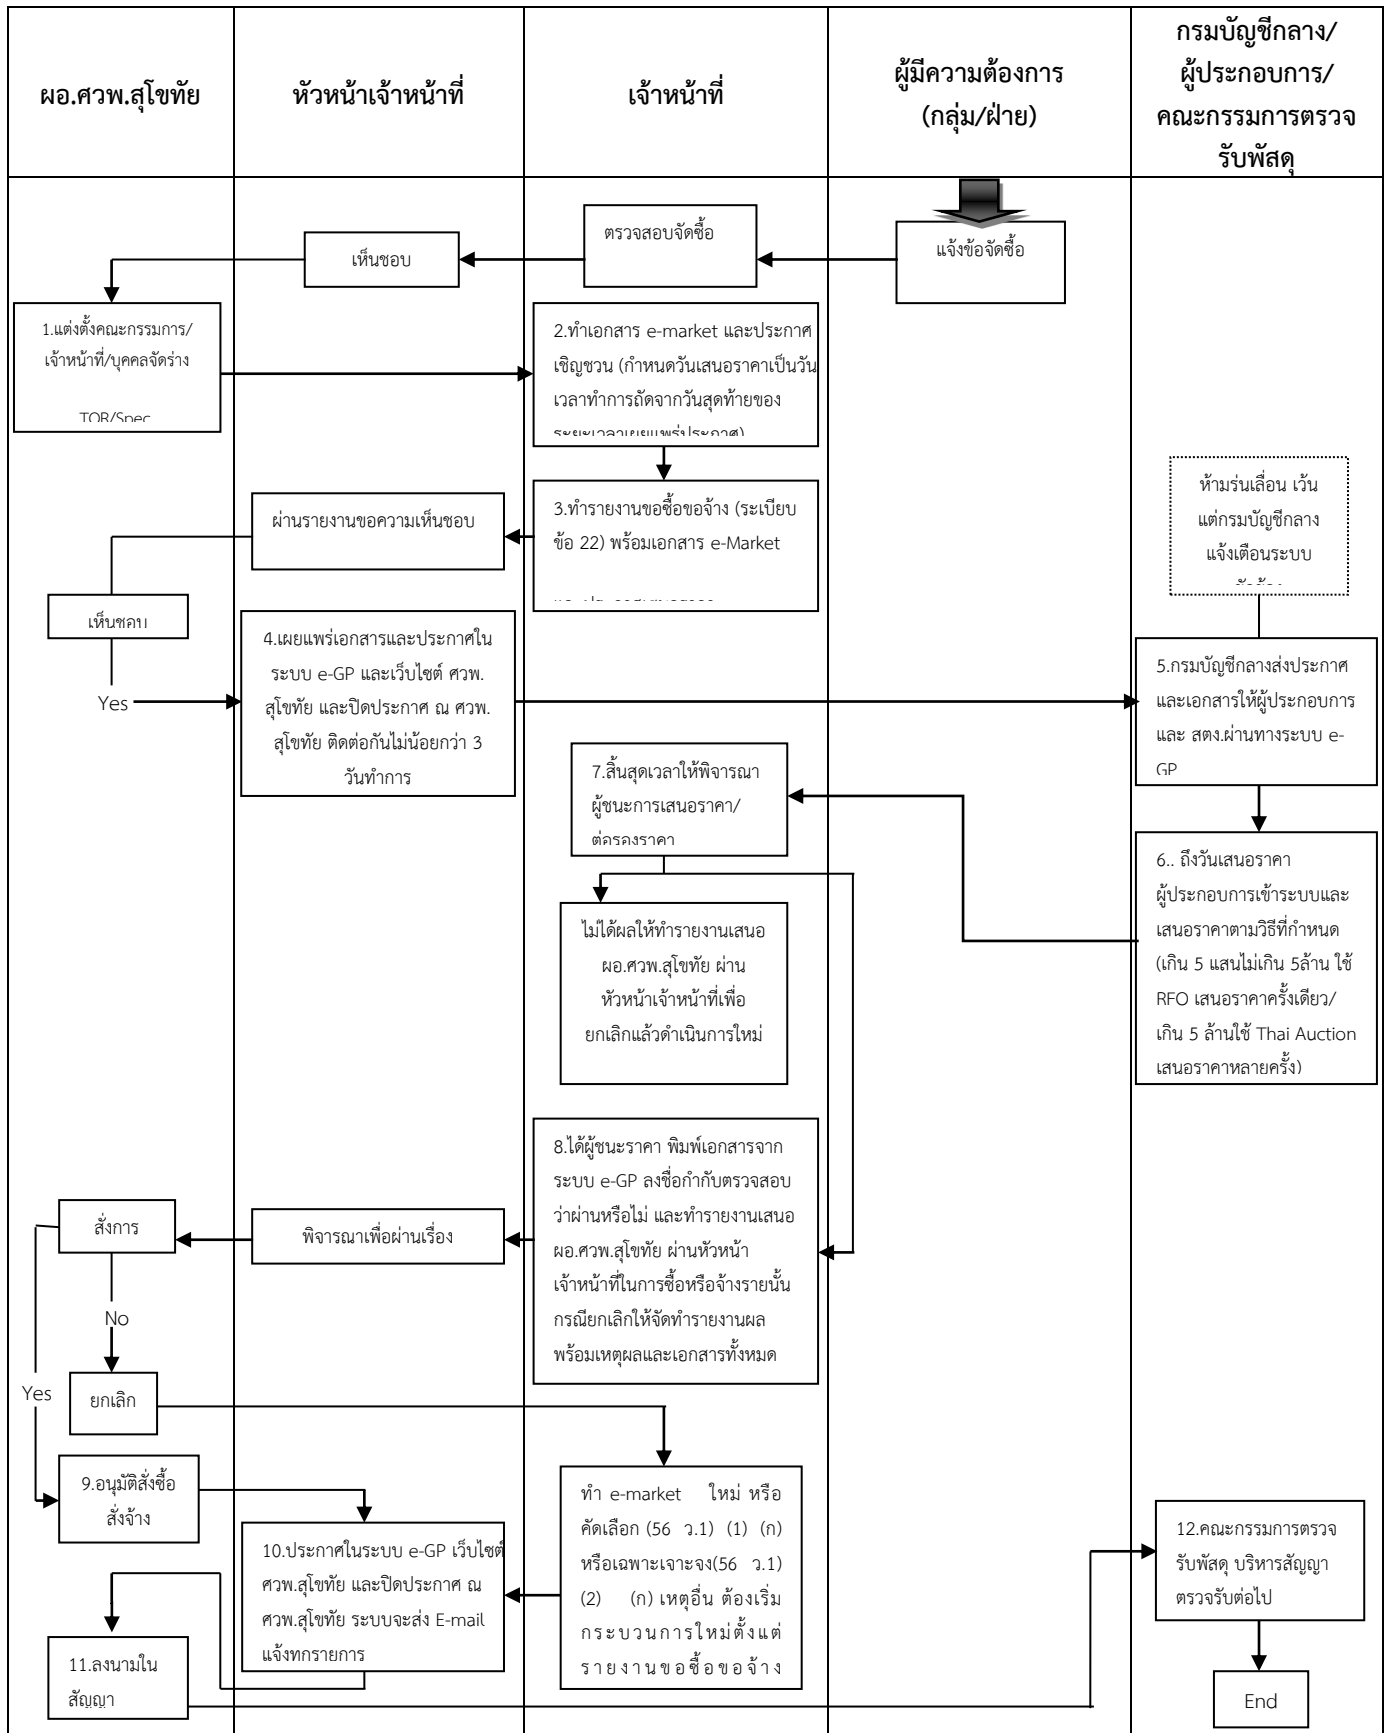 ผอ.ศวพ.สุโขทัย
หัวหน้าเจ้าหน้าที่
เจ้าหน้าที่
ผู้มีความต้องการ
(กลุ่ม/ฝ่าย)
กรมบัญชีกลาง/
ผู้ประกอบการ/
คณะกรรมการตรวจ
รับพัสดุ
แจ้งข้อจัดซื้อ
ตรวจสอบจัดซื้อ
เห็นชอบ
1.แต่งตั้งคณะกรรมการ/
เจ้าหน้าที่/บุคคลจัดร่าง
TOR/Spec
2.ทำเอกสาร e-market และประกาศ
เชิญชวน (กำหนดวันเสนอราคาเป็นวัน
เวลาทำการถัดจากวันสุดท้ายของ
ระยะเวลาเผยแพร่ประกาศ)
3.ทำรายงานขอซื้อขอจ้าง (ระเบียบ
ข้อ 22) พร้อมเอกสาร e-Market
ผ่านรายงานขอความเห็นชอบ
เห็นชอบ
Yes
4.เผยแพร่เอกสารและประกาศใน
ระบบ e-GP และเว็บไซต์ ศวพ.
สุโขทัย และปิดประกาศ ณ ศวพ.
สุโขทัย ติดต่อกันไม่น้อยกว่า 3
วันทำการ
ห้ามร่นเลื่อน เว้น
แต่กรมบัญชีกลาง
แจ้งเตือนระบบ
5.กรมบัญชีกลางส่งประกาศ
และเอกสารให้ผู้ประกอบการ
และ สตง.ผ่านทางระบบ e-
GP
6.. ถึงวันเสนอราคา
ผู้ประกอบการเข้าระบบและ
เสนอราคาตามวิธีที่กำหนด
(เกิน 5 แสนไม่เกิน 5ล้าน ใช้
RFO เสนอราคาครั้งเดียว/
เกิน 5 ล้านใช้ Thai Auction
เสนอราคาหลายครั้ง)
7.สิ้นสุดเวลาให้พิจารณา
ผู้ชนะการเสนอราคา/
ต่อรองราคา
ไม่ได้ผลให้ทำรายงานเสนอ
ผอ.ศวพ.สุโขทัย ผ่าน
หัวหน้าเจ้าหน้าที่เพื่อ
ยกเลิกแล้วดำเนินการใหม่
8.ได้ผู้ชนะราคา พิมพ์เอกสารจาก
ระบบ e-GP ลงชื่อกำกับตรวจสอบ
ว่าผ่านหรือไม่ และทำรายงานเสนอ
ผอ.ศวพ.สุโขทัย ผ่านหัวหน้า
เจ้าหน้าที่ในการซื้อหรือจ้างรายนั้น
กรณียกเลิกให้จัดทำรายงานผล
พร้อมเหตุผลและเอกสารทั้งหมด
พิจารณาเพื่อผ่านเรื่อง
สั่งการ
No
Yes
ยกเลิก
9.อนุมัติสั่งซื้อ
สั่งจ้าง
ทำ e-market ใหม่ หรือ
คัดเลือก (56 ว.1) (1) (ก)
หรือเฉพาะเจาะจง(56 ว.1)
(2) (ก) เหตุอื่น ต้องเริ่ม
กระบวนการใหม่ตั้งแต่
รายงานขอซื้อขอจ้าง
10.ประกาศในระบบ e-GP เว็บไซต์
ศวพ.สุโขทัย และปิดประกาศ ณ
ศวพ.สุโขทัย ระบบจะส่ง E-mail
แจ้งทุกรายการ
11.ลงนามใน
สัญญา
12.คณะกรรมการตรวจ
รับพัสดุ บริหารสัญญา
ตรวจรับต่อไป
End